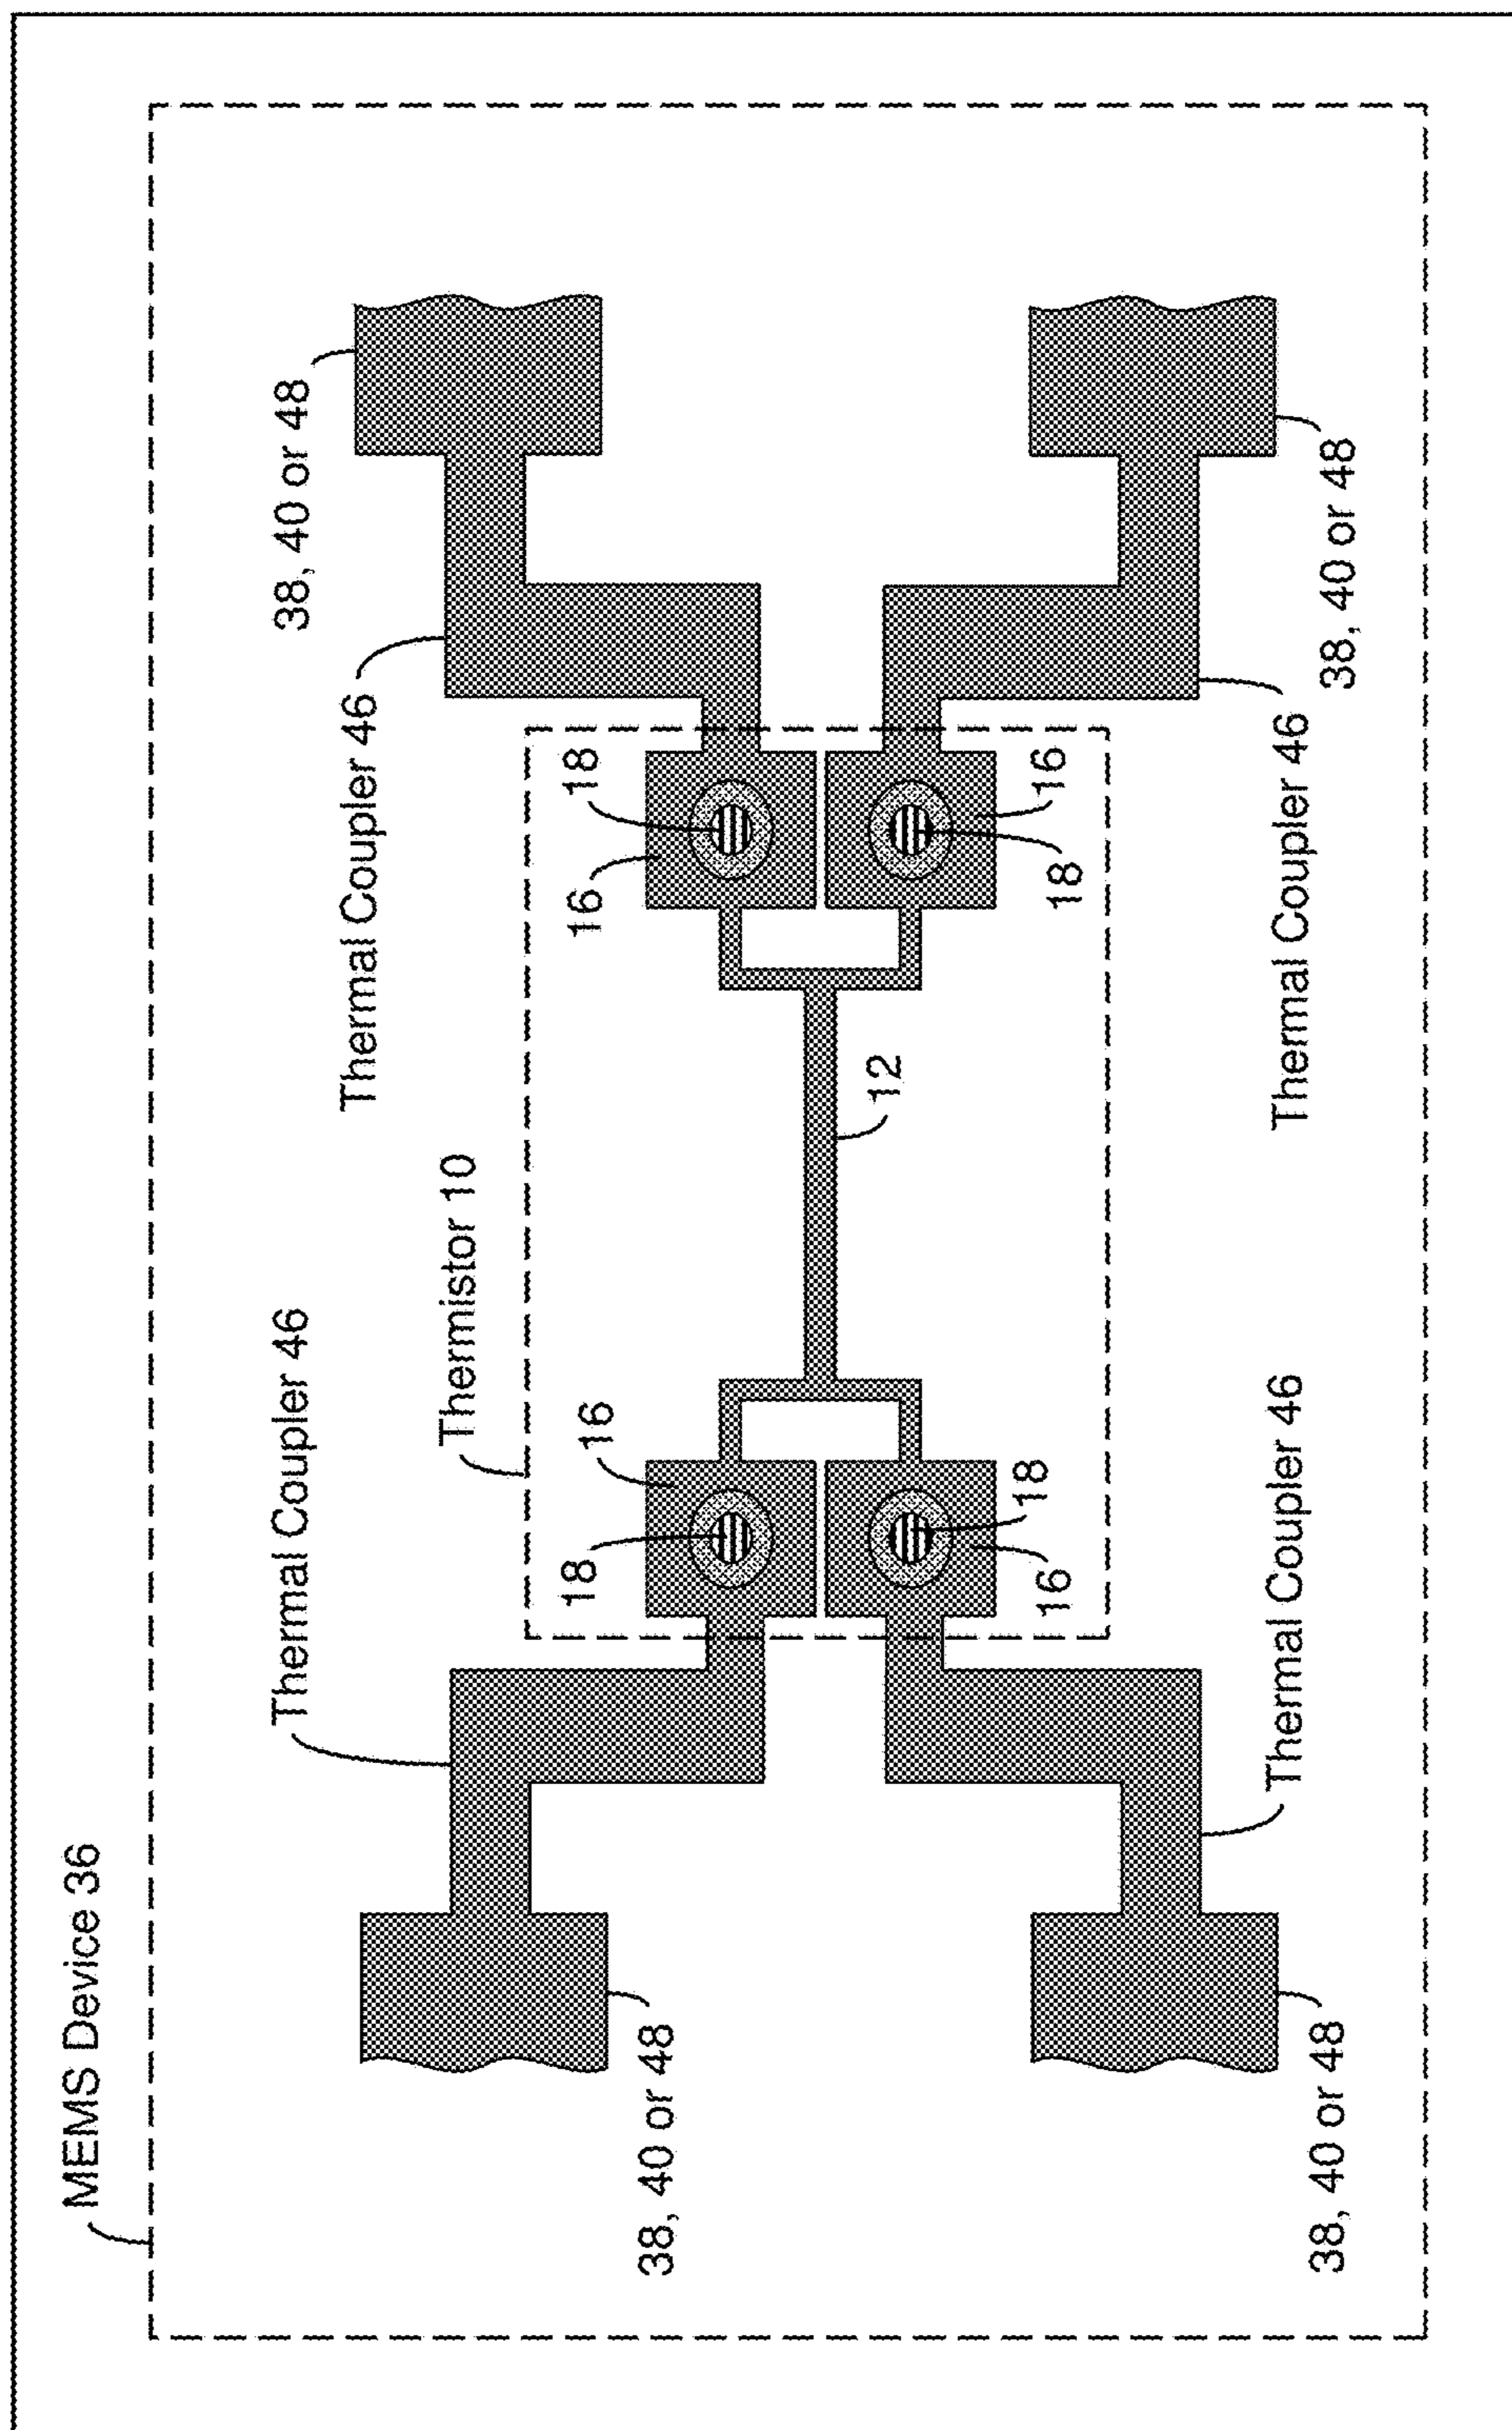 MEMS Device 36
Thermal Coupler 46
Thermistor 10
Thermal Coupler 46
38, 40 or 48
38, 40 or 48
18
16
16
18
12
16
18
18
16
38, 40 or 48
Thermal Coupler 46
Thermal Coupler 46
38, 40 or 48